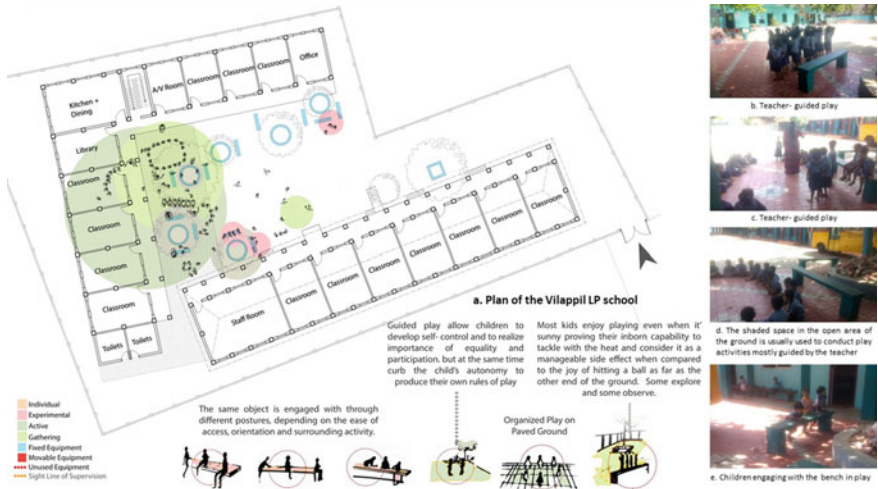 Kitchen +
Dining
A/V Room
Classroom
Classroom
Classroom
Office
Library
Classroom
Classroom
Classroom
Classroom
Toilets
Toilets
Staff Room
Classroom
Classroom
Classroom
Classroom
Classroom
Classroom
Classroom
Classroom
a. Plan of the Vilappil LP school
Guided play allow children to
develop self- control and to realize
importance of equality and
participation. but at the same time
curb the child's autonomy to
produce their own rules of play
Most kids enjoy playing even when it'
sunny proving their inborn capability to
tackle with the heat and consider it as a
manageable side effect when compared
to the joy of hitting a ball as far as the
other end of the ground. Some explore
and some observe.
Individual
Experimental
Active
Gathering
Fixed Equipment
Movable Equipment
Unused Equipment
Sight Line of Supervision
The same object is engaged with through
different postures, depending on the ease of
access, orientation and surrounding activity.
Organized Play on
Paved Ground
b. Teacher- guided play
c. Teacher- guided play
d. The shaded space in the open area of
the ground is usually used to conduct play
activities mostly guided by the teacher
e. Children engaging with the bench in play